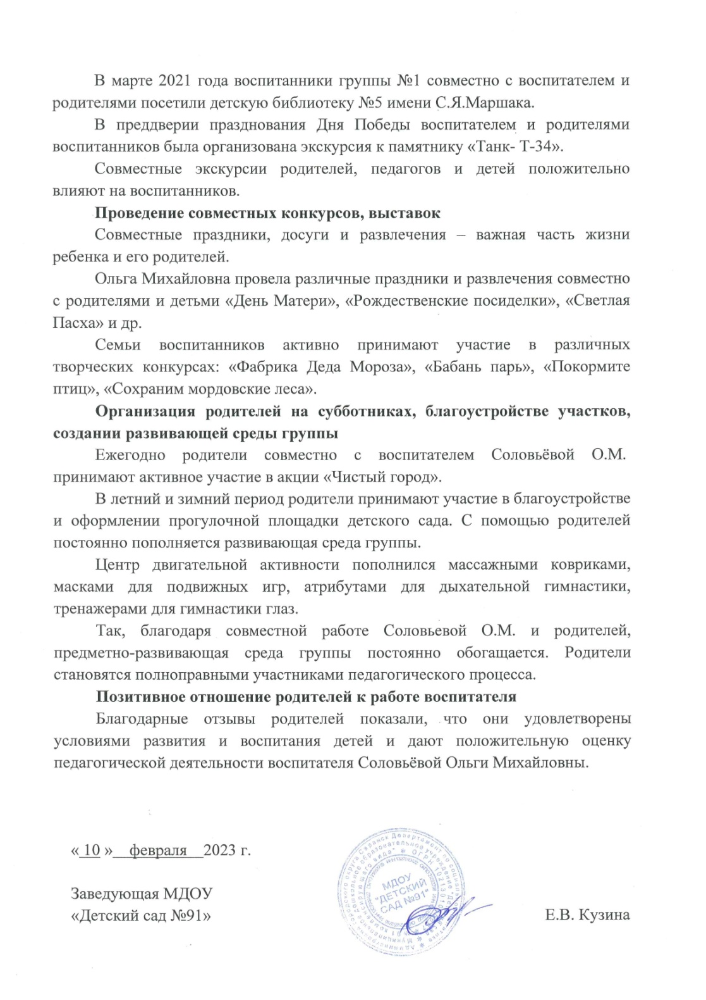 В марте 2021 года воспитанники группы №1 совместно с воспитателем и
родителями посетили детскую библиотеку №5 имени С.Я.Маршака.
В преддверии празднования Дня Победы воспитателем и родителями
воспитанников была организована экскурсия к памятнику «Танк- Т-34».
Совместные экскурсии родителей, педагогов и детей положительно
влияют на воспитанников.
Проведение совместных конкурсов, выставок
Совместные праздники, досуги и развлечения – важная часть жизни
ребенка и его родителей.
Ольга Михайловна провела различные праздники и развлечения совместно
с родителями и детьми «День Матери», «Рождественские посиделки», «Светлая
Пасха» и др.
Семьи воспитанников активно принимают участие в различных
творческих конкурсах: «Фабрика Деда Мороза», «Бабань парь», «Покормите
птиц», «Сохраним мордовские леса».
Организация родителей на субботниках, благоустройстве участков,
создании развивающей среды группы
Ежегодно родители совместно с воспитателем Соловьёвой О.М.
принимают активное участие в акции «Чистый город».
В летний и зимний период родители принимают участие в благоустройстве
и оформлении прогулочной площадки детского сада. С помощью родителей
постоянно пополняется развивающая среда группы.
Центр двигательной активности пополнился массажными ковриками,
масками для подвижных игр, атрибутами для дыхательной гимнастики,
тренажерами для гимнастики глаз.
Так, благодаря совместной работе Соловьевой О.М. и родителей,
предметно-развивающая среда группы постоянно обогащается. Родители
становятся полноправными участниками педагогического процесса.
Позитивное отношение родителей к работе воспитателя
Благодарные отзывы родителей показали, что они удовлетворены
условиями развития и воспитания детей и дают положительную оценку
педагогической деятельности воспитателя Соловьёвой Ольги Михайловны.
« 10 »__февраля__2023 г.
Заведующая МДОУ
«Детский сад №91»
Е.В. Кузина
МДОУ
"ДЕТСКИЙ
САД №91"